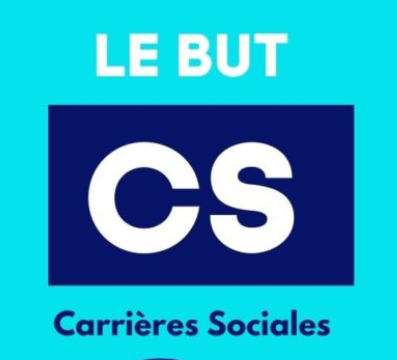 LE BUT
CS
Carrières Sociales